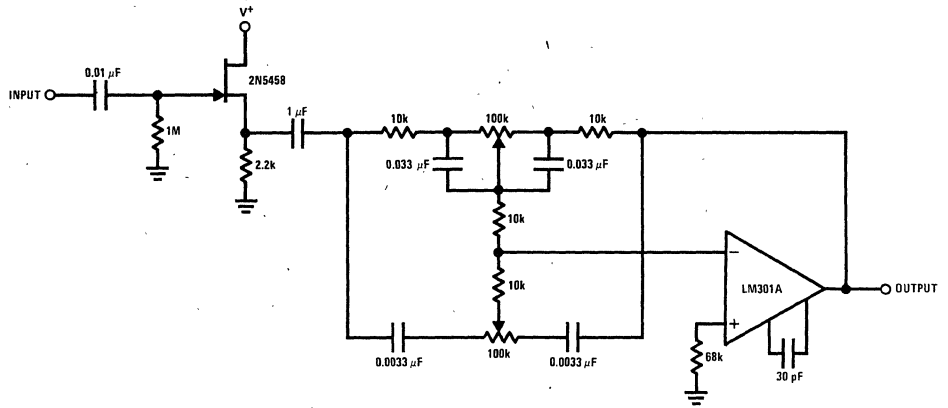 V+
0.01 µF
2N5458
INPUT
1 µF
10k
100k
10k
1M
0.033 µF
0.033 µF
2.2k
10k
10k
−
LM301A
OUTPUT
+
0.0033 µF
100k
0.0033 µF
68k
30 pF